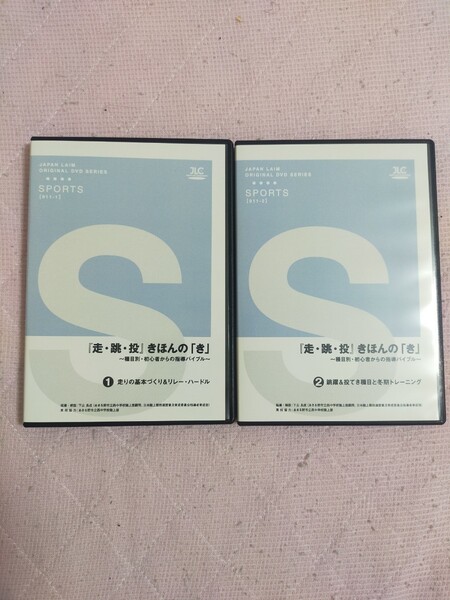 JAPAN LAIM
ORIGINAL DVD SERIES
SPORTS
JLC
S
『走・跳・投』きほんの「き」
〜種目別・初心者からの指導バイブル〜
1 走りの基本づくり&リレー・ハードル
JAPAN LAIM
ORIGINAL DVD SERIES
SPORTS
JLC
S
『走・跳・投』きほんの「き」
〜種目別・初心者からの指導バイブル〜
2 跳躍&投てき種目と冬期トレーニング